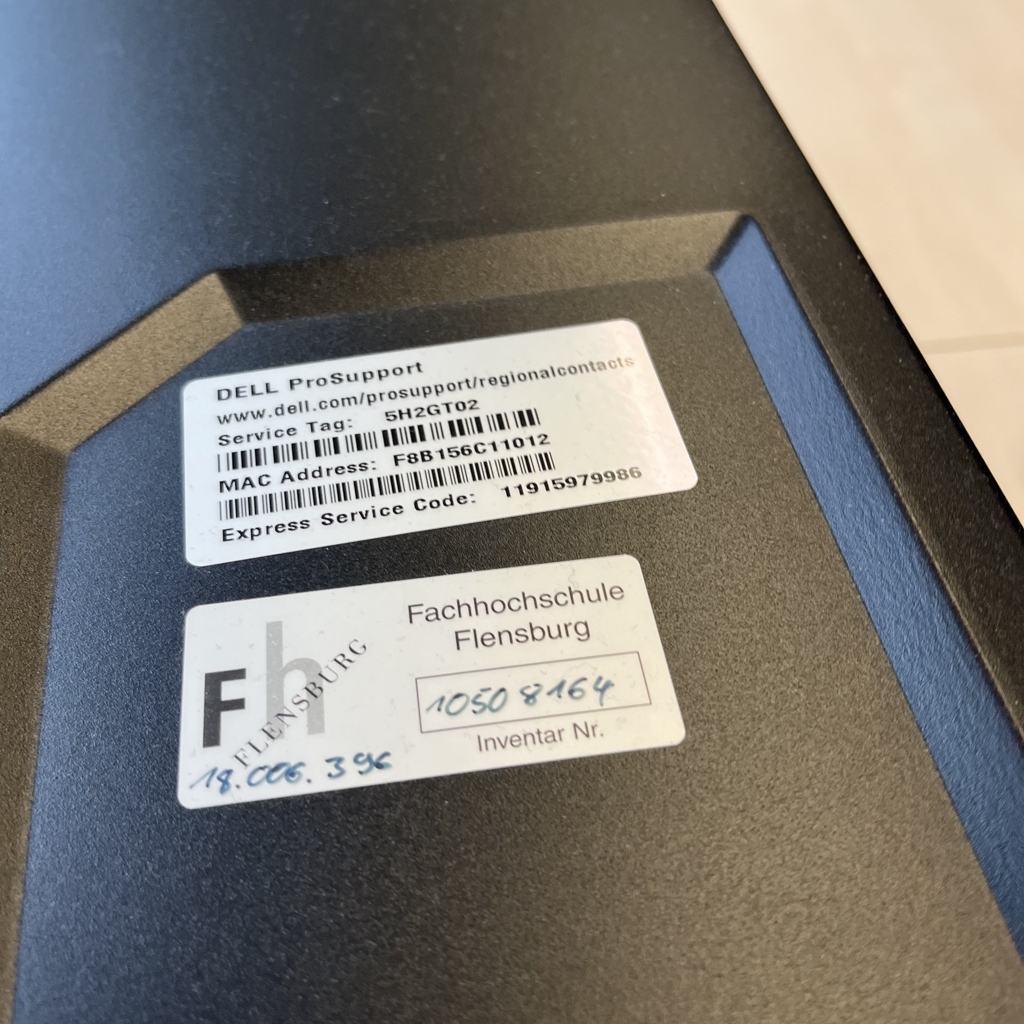 DELL ProSupport
www.dell.com/prosupport/regionalcontacts
Service Tag: 5H2GT02
MAC Address: F8B156C11012
Express Service Code: 11915979986
Fachhochschule
Flensburg
Fh
FLENSBURG
1050 8164
Inventar Nr.
18.006.396